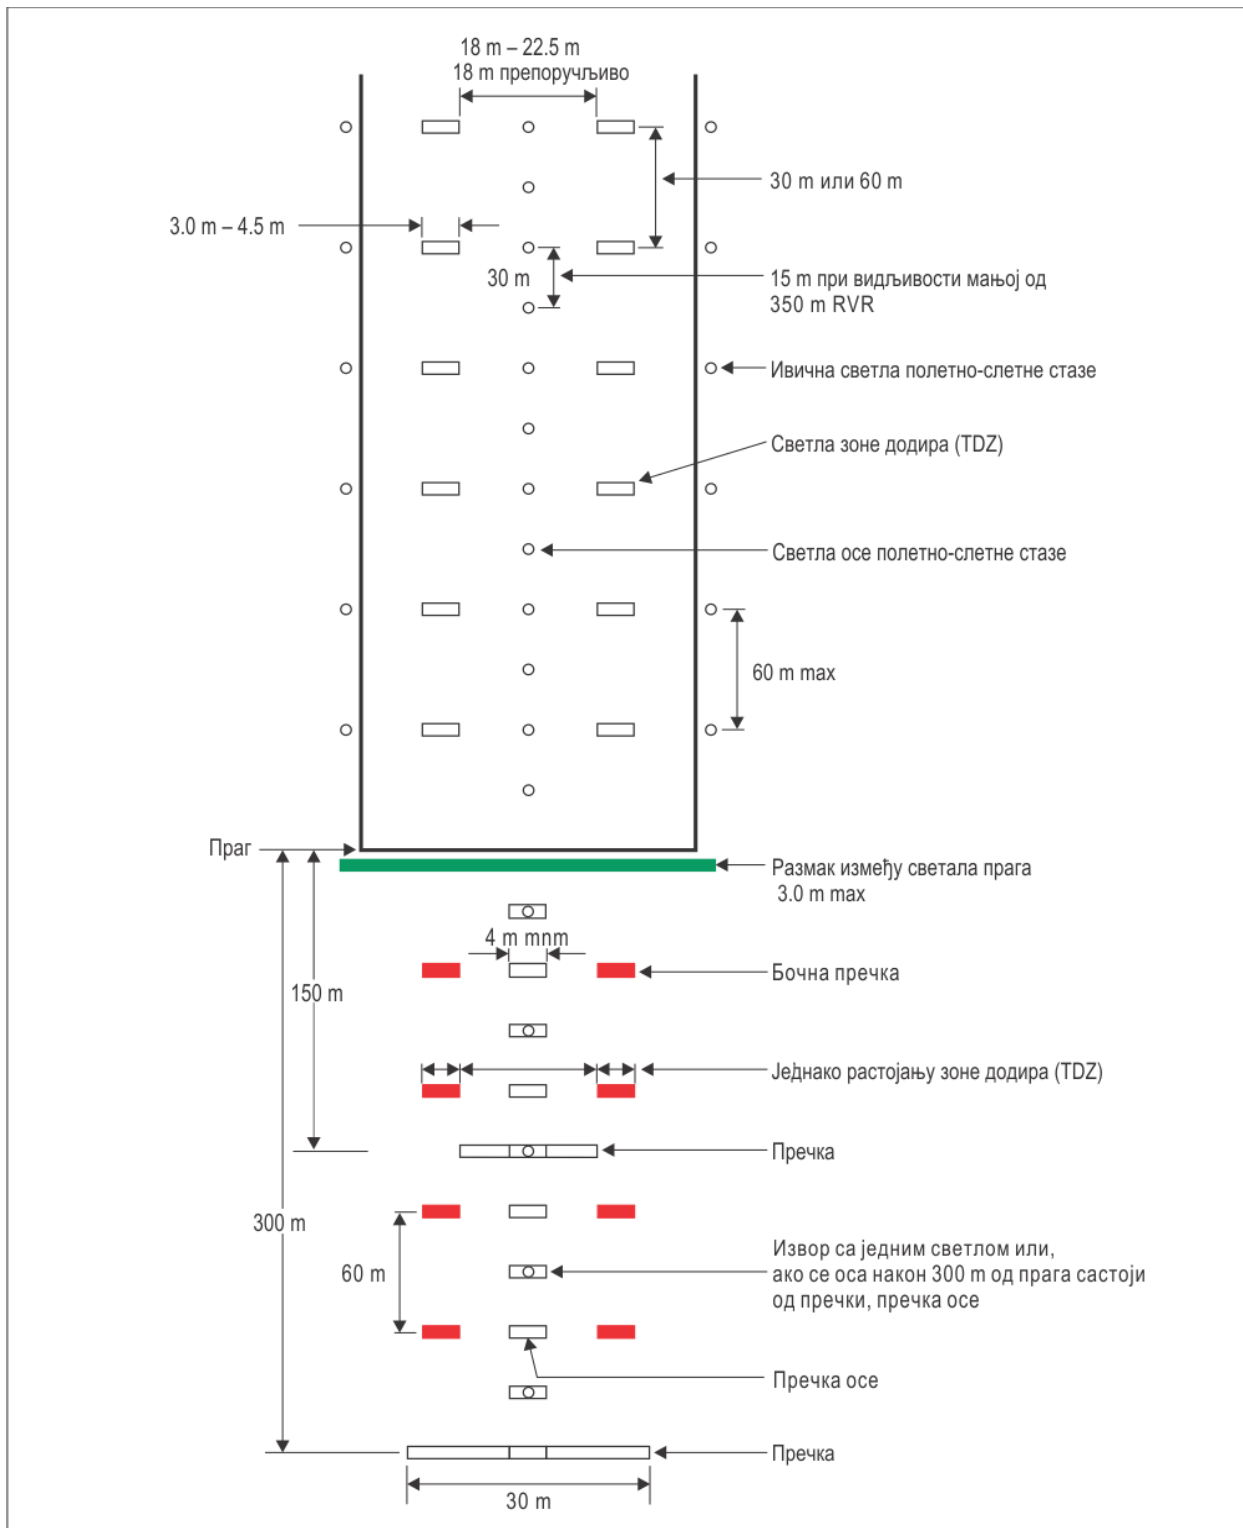 18 m – 22.5 m
18 m препоручљиво
30 m или 60 m
3.0 m – 4.5 m
30 m
15 m при видљивости мањој од
350 m RVR
Ивична светла полетно-слетне стазе
Светла зоне додира (TDZ)
Светла осе полетно-слетне стазе
60 m max
Праг
Размак између светала прага
3.0 m max
4 m mnm
Бочна пречка
150 m
Једнако растојању зоне додира (TDZ)
Пречка
300 m
Извор са једним светлом или,
ако се оса након 300 m од прага састоји
од пречки, пречка осе
60 m
Пречка осе
Пречка
30 m